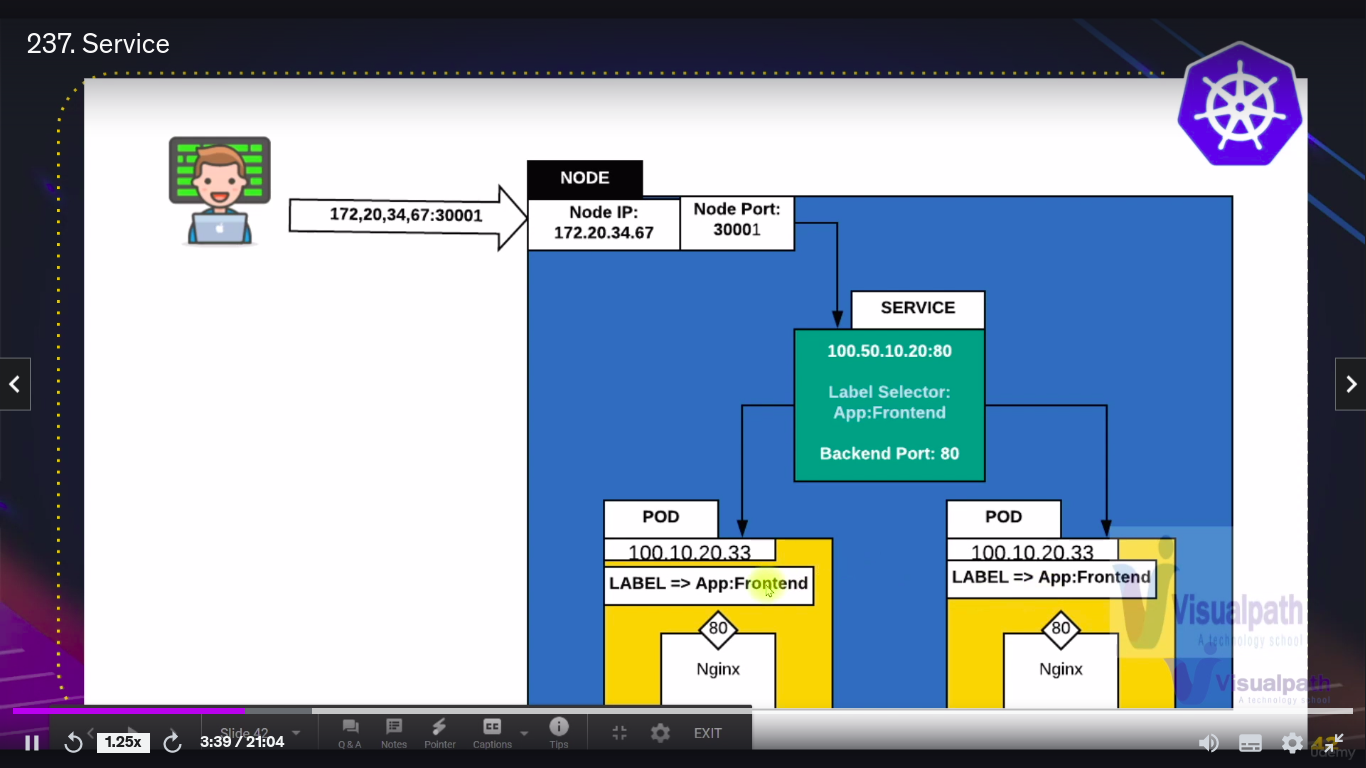 237. Service
NODE
172,20,34,67:30001
Node IP:
172.20.34.67
Node Port:
30001
SERVICE
100.50.10.20:80
Label Selector:
App:Frontend
Backend Port: 80
POD
POD
100.10.20.33
100.10.20.33
LABEL => App:Frontend
LABEL => App:Frontend
80
80
Nginx
Nginx
Visualpath
A technology school
Visualpath
A technology school
Slide 42
Q & A
Notes
Pointer
CC
Captions
Tips
EXIT
1.25x
3:39 / 21:04
42
udemy